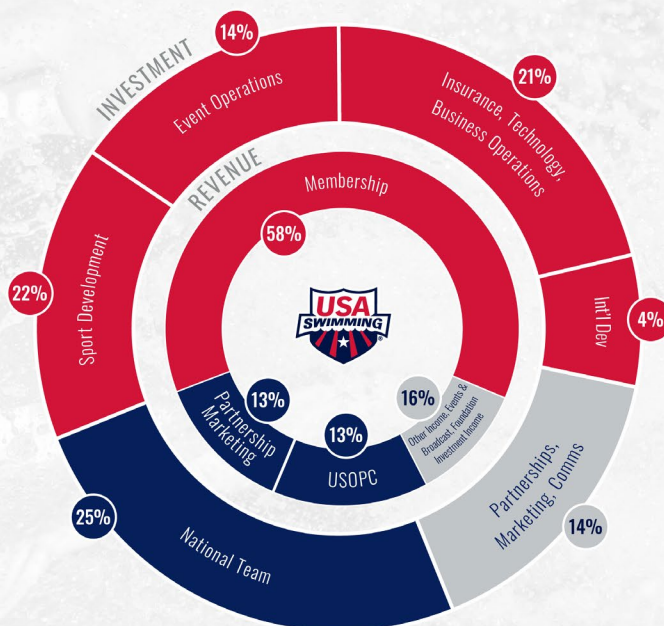 INVESTMENT
14%
Event Operations
21%
Insurance, Technology,
Business Operations
REVENUE
Membership
58%
22%
Sport Development
USA
SWIMMING®
Int'l Dev
4%
13%
Partnership
Marketing
13%
USOPC
16%
Other Income, Events &
Broadcast, Foundation
Investment Income
25%
National Team
Partnerships,
Marketing, Comms
14%